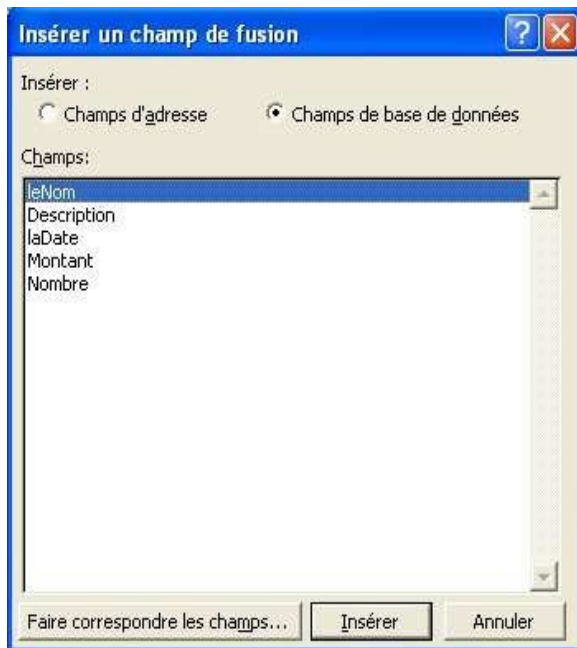 Insérer un champ de fusion
Insérer :
Champs d'adresse Champs de base de données
Champs:
leNom
Description
laDate
Montant
Nombre
Faire correspondre les champs... Insérer Annuler